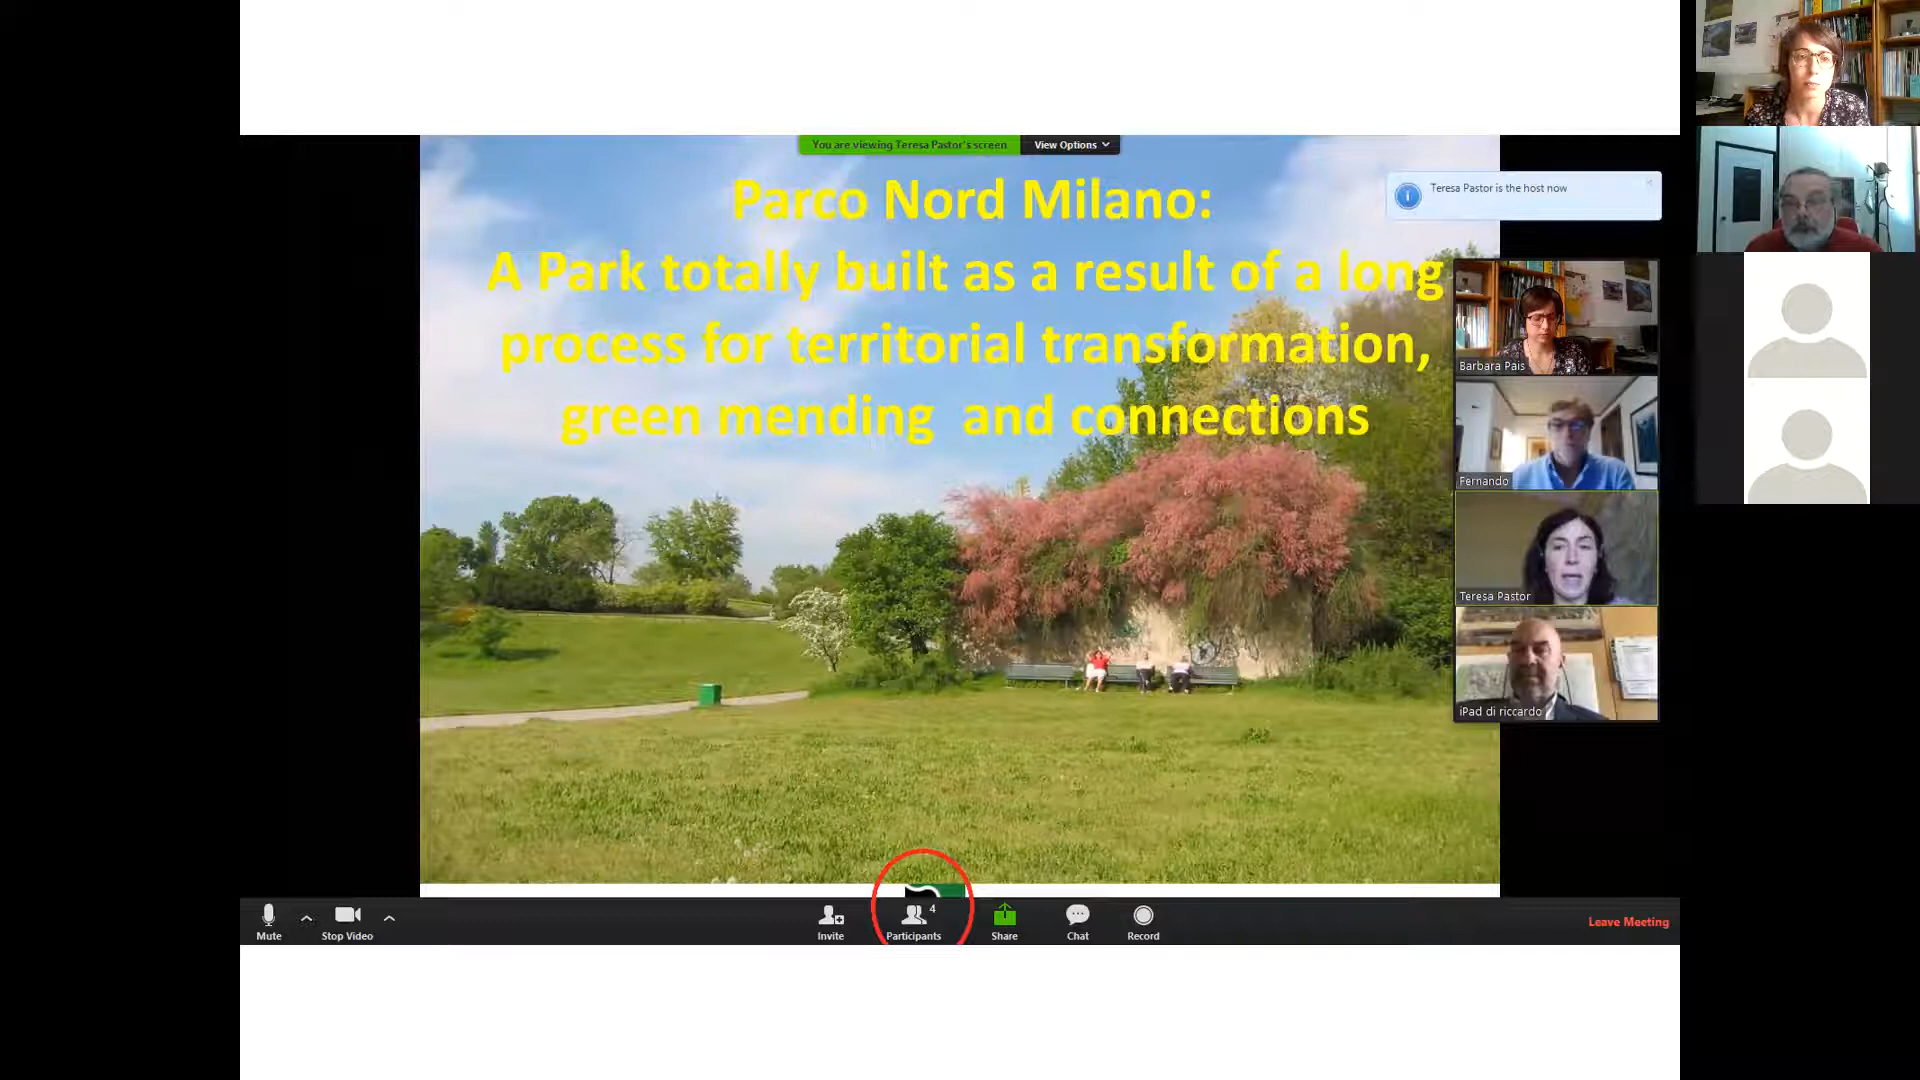 You are viewing Teresa Pastor's screen
View Options
Teresa Pastor is the host now
Parco Nord Milano:
A Park totally built as a result of a long
process for territorial transformation,
green mending and connections
Barbara Pais
Fernando
Teresa Pastor
iPad di riccardo
Mute
Stop Video
Invite
4
Participants
Share
Chat
Record
Leave Meeting